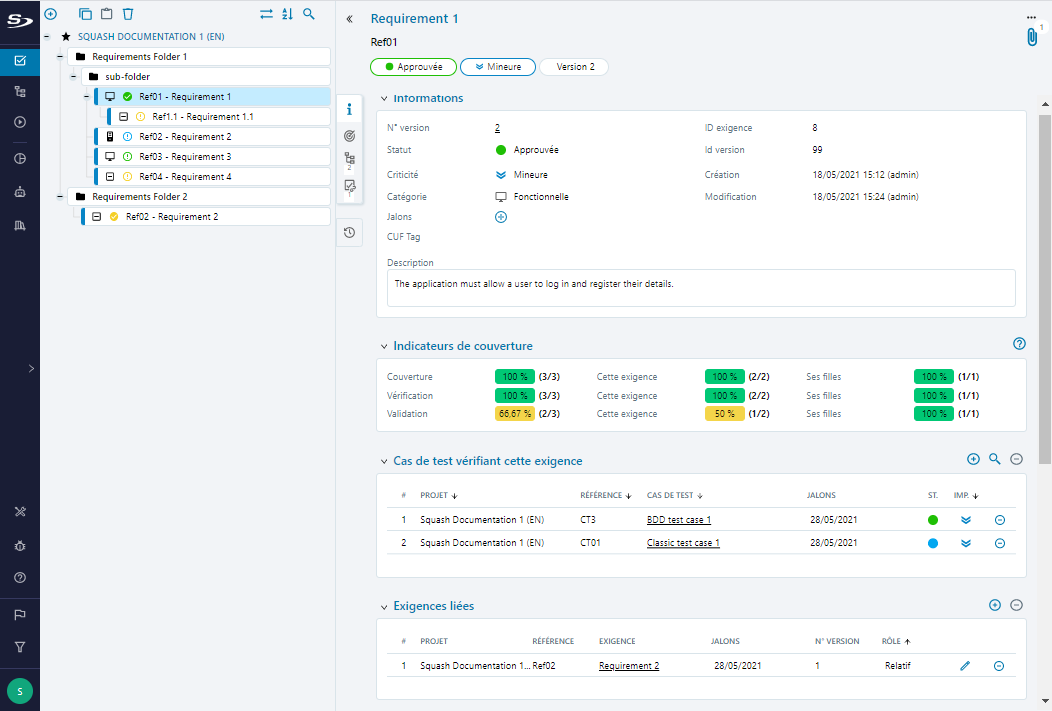 SQUASH DOCUMENTATION 1 (EN)
Requirements Folder 1
sub-folder
Ref01 - Requirement 1
Ref1.1 - Requirement 1.1
Ref02 - Requirement 2
Ref03 - Requirement 3
Ref04 - Requirement 4
Requirements Folder 2
Ref02 - Requirement 2
S
Requirement 1
1
Ref01
Approuvée Mineure Version 2
Informations
N° version 2 ID exigence 8
Statut Approuvée Id version 99
Criticité Mineure Création 18/05/2021 15:12 (admin)
Catégorie Fonctionnelle Modification 18/05/2021 15:24 (admin)
Jalons
CUF Tag
Description
The application must allow a user to log in and register their details.
2
Indicateurs de couverture
Couverture 100 % (3/3) Cette exigence 100 % (2/2) Ses filles 100 % (1/1)
Vérification 100 % (3/3) Cette exigence 100 % (2/2) Ses filles 100 % (1/1)
Validation 66,67 % (2/3) Cette exigence 50 % (1/2) Ses filles 100 % (1/1)
Cas de test vérifiant cette exigence
# PROJET RÉFÉRENCE CAS DE TEST JALONS ST. IMP.
1 Squash Documentation 1 (EN) CT3 BDD test case 1 28/05/2021
2 Squash Documentation 1 (EN) CT01 Classic test case 1 28/05/2021
Exigences liées
# PROJET RÉFÉRENCE EXIGENCE JALONS N° VERSION RÔLE
1 Squash Documentation 1... Ref02 Requirement 2 28/05/2021 1 Relatif